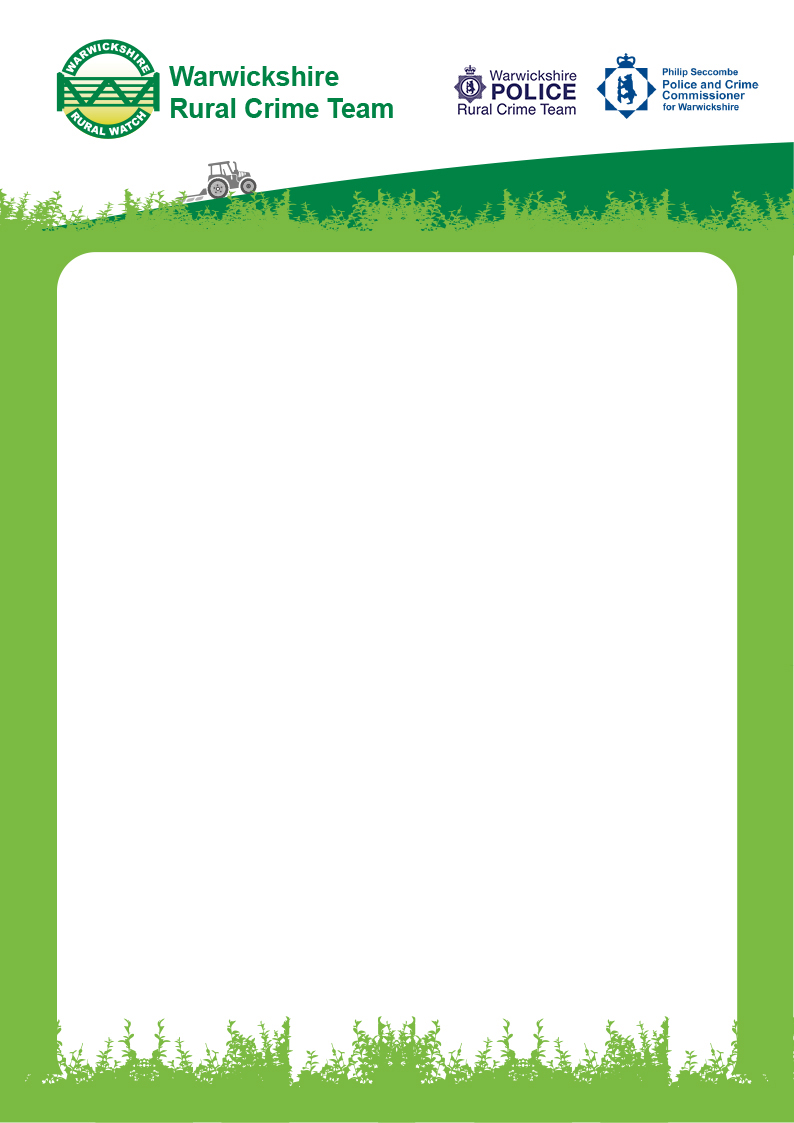 WARWICKSHIRE
RURAL WATCH
Warwickshire
Rural Crime Team
Warwickshire
POLICE
Rural Crime Team
Philip Seccombe
Police and Crime
Commissioner
for Warwickshire